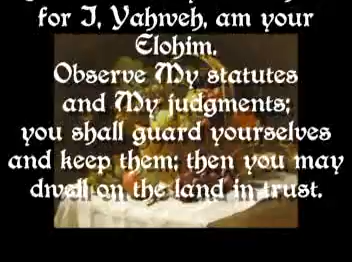 for I, Yahweh, am your
Elohim.
Observe My statutes
and My judgments;
you shall guard yourselves
and keep them; then you may
dwell on the land in trust.